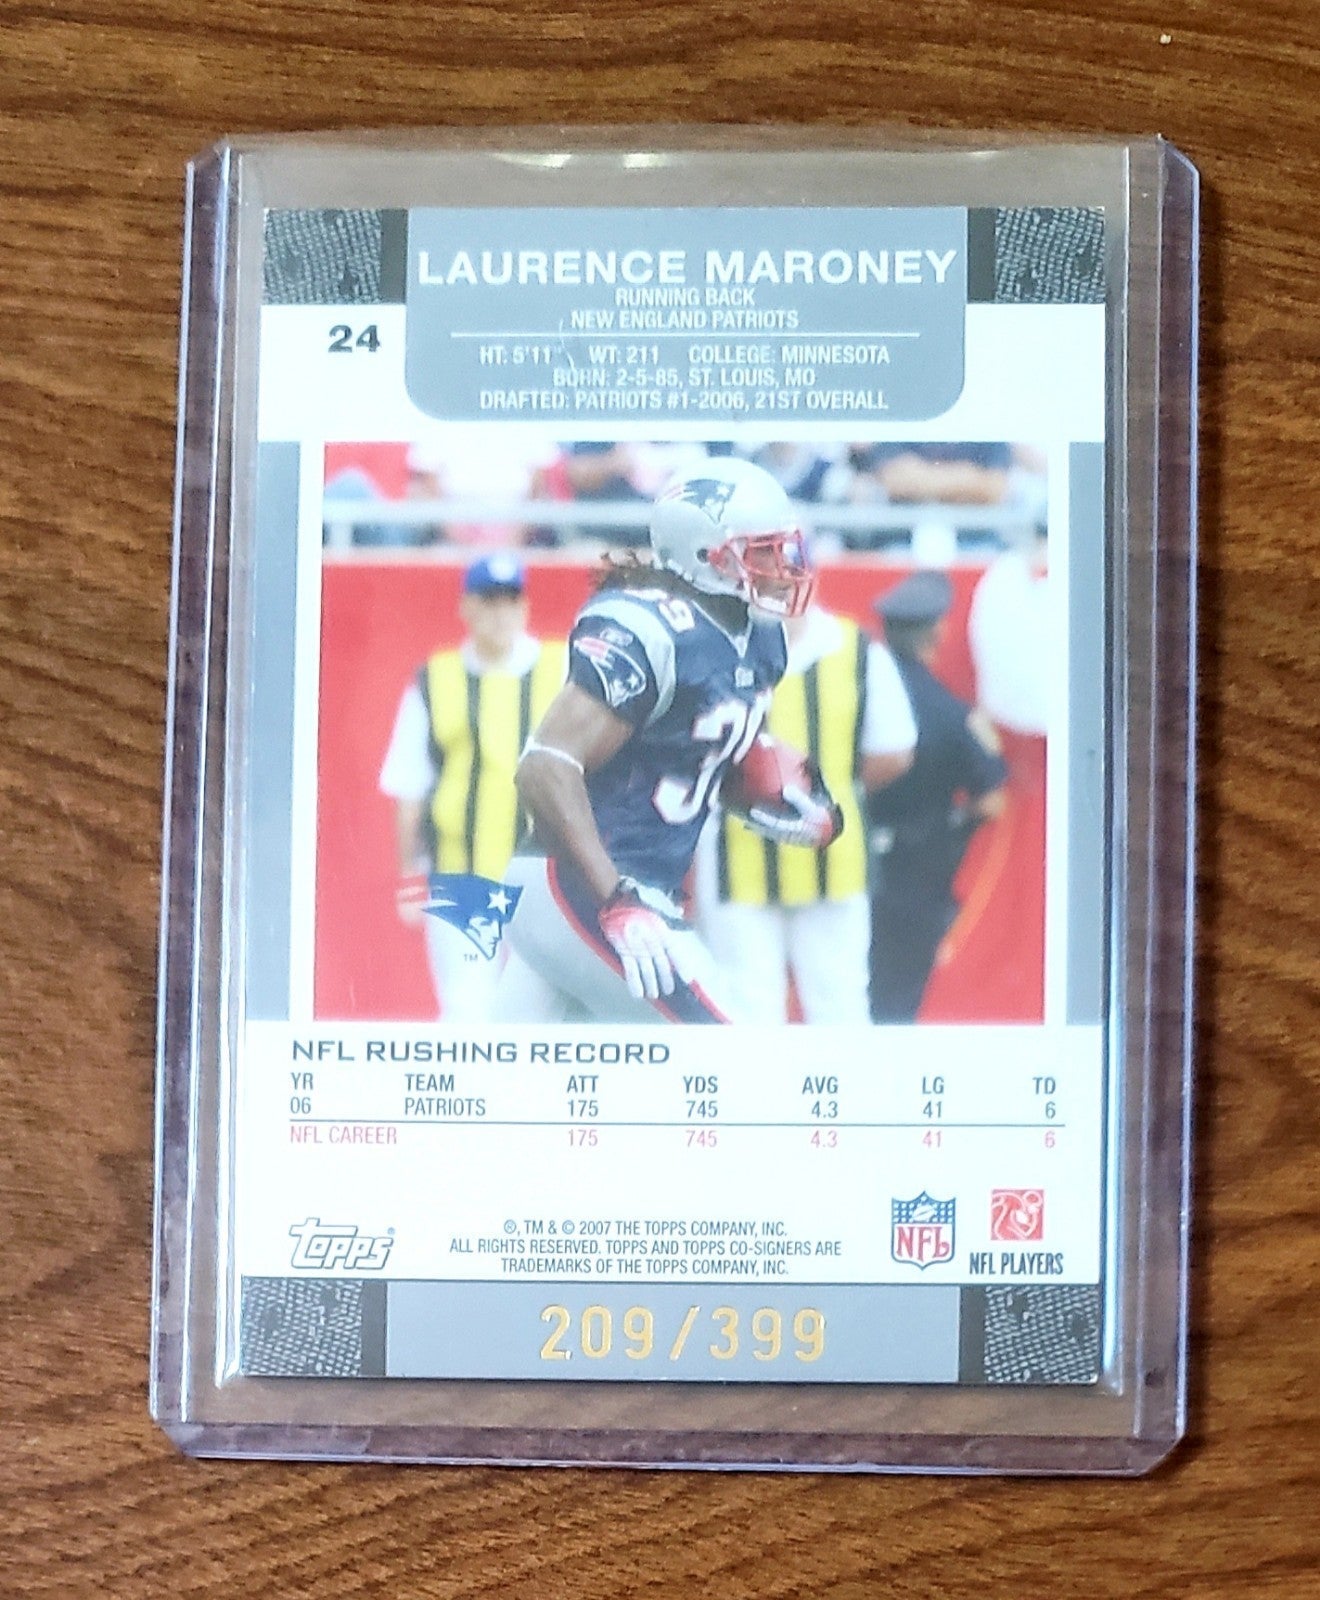 LAURENCE MARONEY
RUNNING BACK
NEW ENGLAND PATRIOTS
24
HT: 5'11" WT: 211 COLLEGE: MINNESOTA
BORN: 2-5-85, ST. LOUIS, MO
DRAFTED: PATRIOTS #1-2006, 21ST OVERALL
39
39
TM
NFL RUSHING RECORD
YR TEAM ATT YDS AVG LG TD
06 PATRIOTS 175 745 4.3 41 6
NFL CAREER 175 745 4.3 41 6
Topps®
®, TM & © 2007 THE TOPPS COMPANY, INC.
ALL RIGHTS RESERVED. TOPPS AND TOPPS CO-SIGNERS ARE
TRADEMARKS OF THE TOPPS COMPANY, INC.
NFL
NFL PLAYERS
209/399